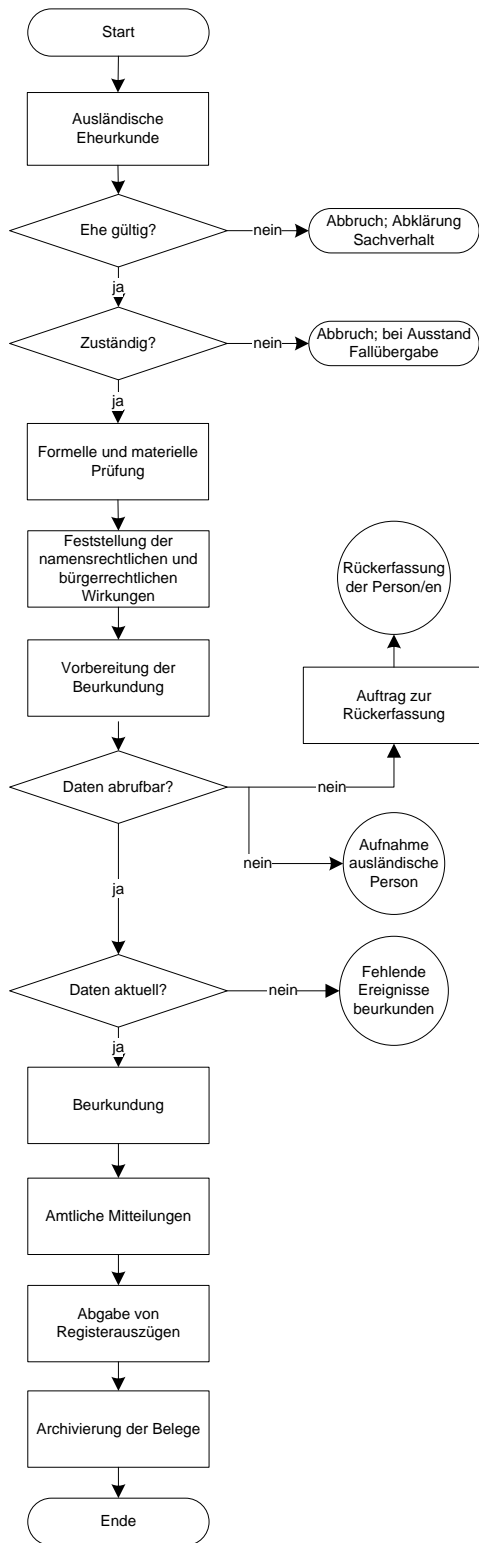 Start
Ausländische
Eheurkunde
Ehe gültig?
nein
Abbruch; Abklärung
Sachverhalt
ja
Zuständig?
nein
Abbruch; bei Ausstand
Fallübergabe
ja
Formelle und materielle
Prüfung
Feststellung der
namensrechtlichen und
bürgerrechtlichen
Wirkungen
Rückerfassung
der Person/en
Vorbereitung der
Beurkundung
Auftrag zur
Rückerfassung
Daten abrufbar?
nein
nein
Aufnahme
ausländische
Person
ja
Daten aktuell?
nein
Fehlende
Ereignisse
beurkunden
ja
Beurkundung
Amtliche Mitteilungen
Abgabe von
Registerauszügen
Archivierung der Belege
Ende